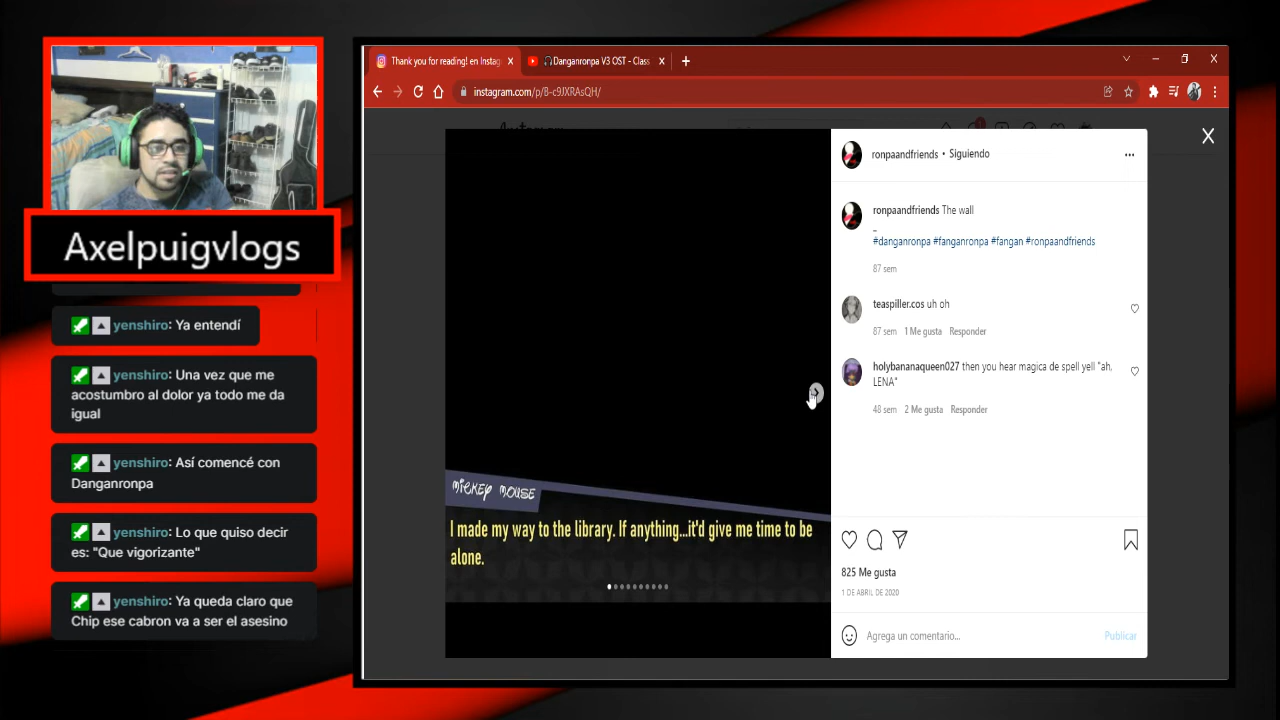 Axelpuigvlogs
yenshiro: Ya entendí
yenshiro: Una vez que me
acostumbro al dolor ya todo me da
igual
yenshiro: Así comencé con
Danganronpa
yenshiro: Lo que quiso decir
es: "Que vigorizante"
yenshiro: Ya queda claro que
Chip ese cabron va a ser el asesino
Thank you for reading! en Instag
Danganronpa V3 OST - Class
instagram.com/p/B-c9JXRAsQH/
MICKEY MOUSE
I made my way to the library. If anything...it'd give me time to be
alone.
ronpaandfriends • Siguiendo
ronpaandfriends The wall
_
#danganronpa #fanganronpa #fangan #ronpaandfriends
87 sem
teaspiller.cos uh oh
87 sem 1 Me gusta Responder
holybananaqueen027 then you hear magica de spell yell "ah,
LENA"
48 sem 2 Me gusta Responder
825 Me gusta
1 DE ABRIL DE 2020
Agrega un comentario...
Publicar